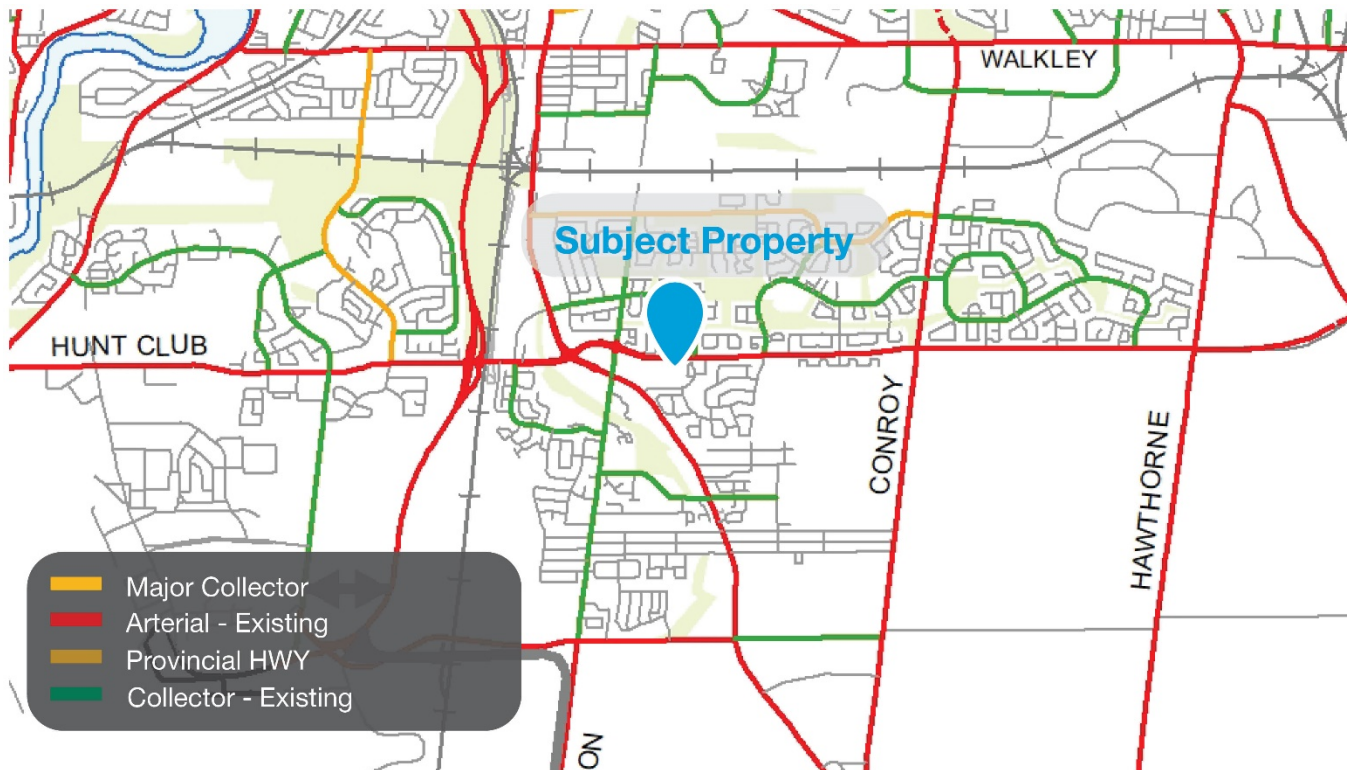 WALKLEY
Subject Property
HUNT CLUB
CONROY
HAWTHORNE
Major Collector
Arterial - Existing
Provincial HWY
Collector - Existing
ON